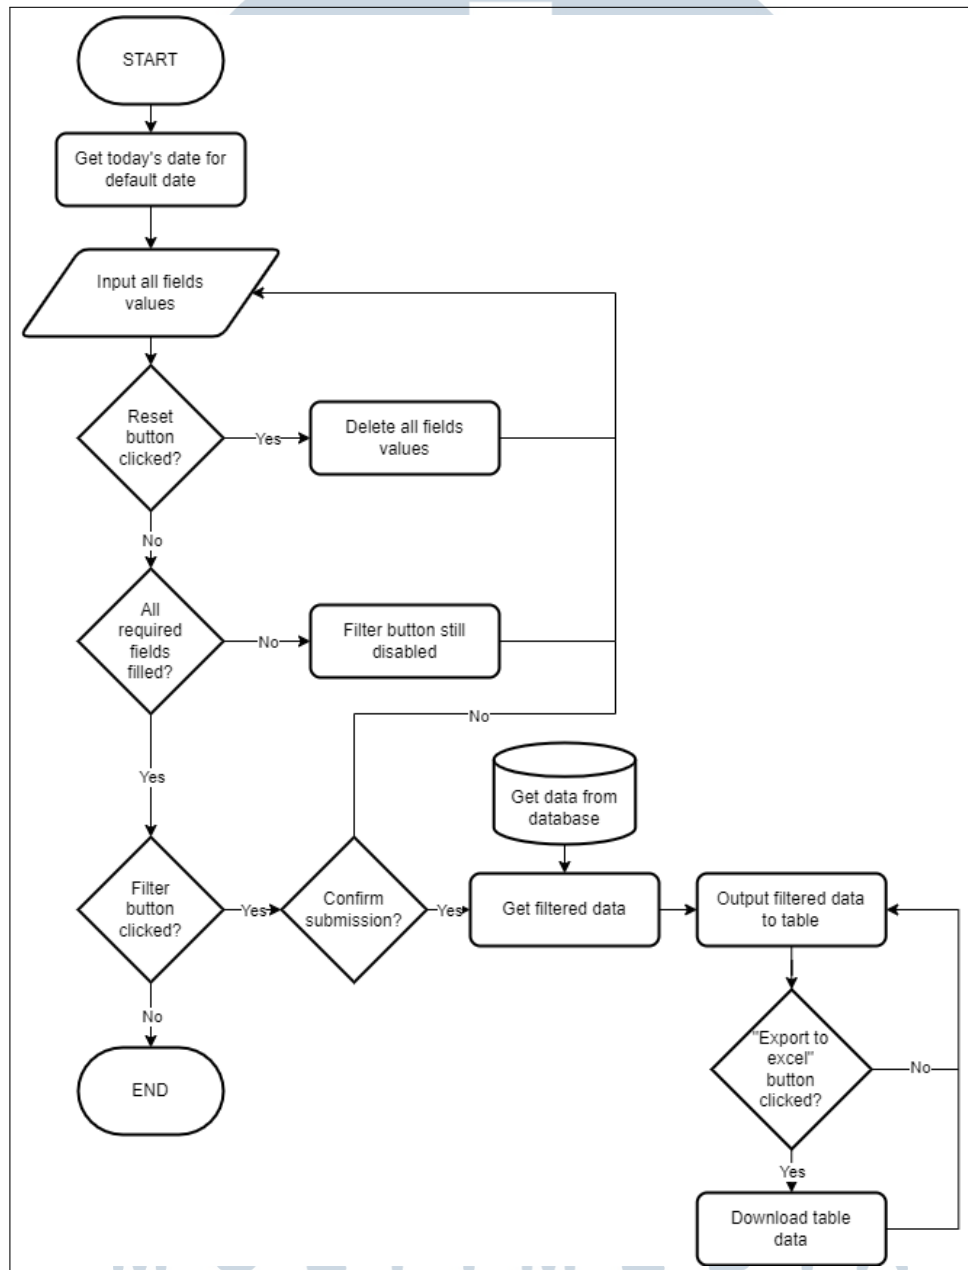 START
Get today's date for
default date
Input all fields
values
Reset
button
clicked?
Yes
Delete all fields
values
No
All
required
fields
filled?
No
Filter button still
disabled
No
Yes
Get data from
database
Filter
button
clicked?
Yes
Confirm
submission?
Yes
Get filtered data
Output filtered data
to table
No
END
"Export to
excel"
button
clicked?
No
Yes
Download table
data